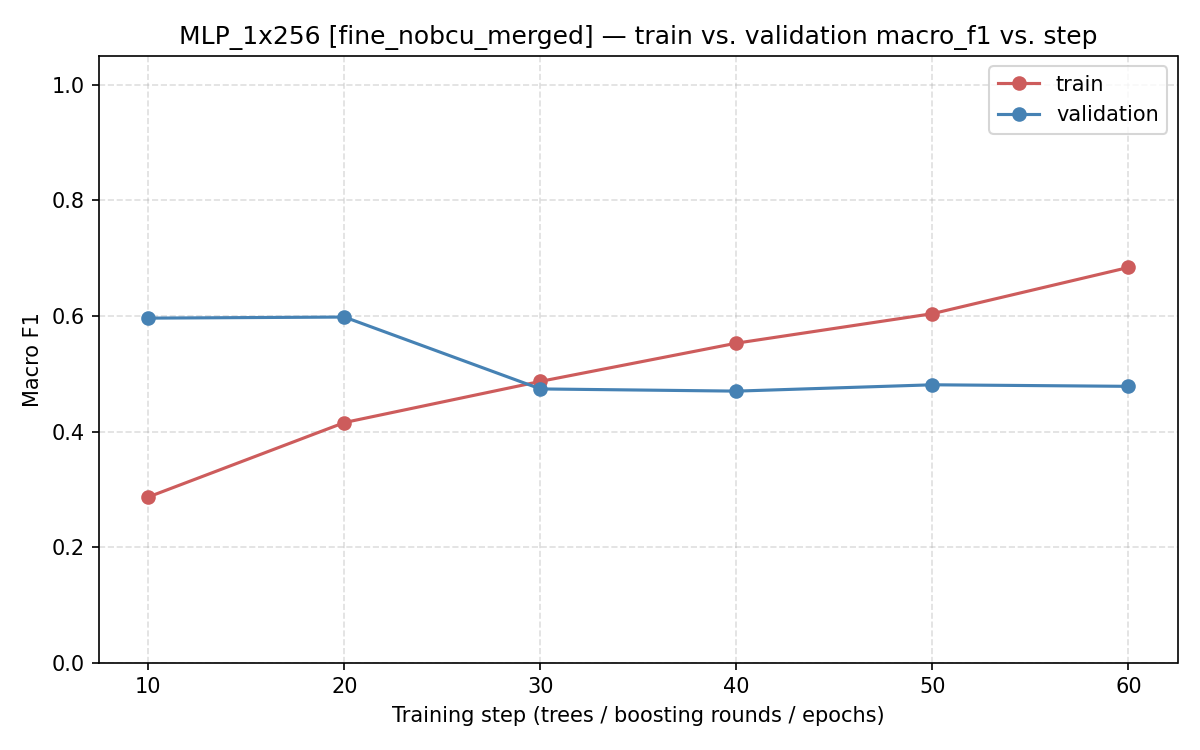 MLP_1x256 [fine_nobcu_merged] — train vs. validation macro_f1 vs. step
train
validation
Macro F1
1.0
0.8
0.6
0.4
0.2
0.0
10 20 30 40 50 60
Training step (trees / boosting rounds / epochs)